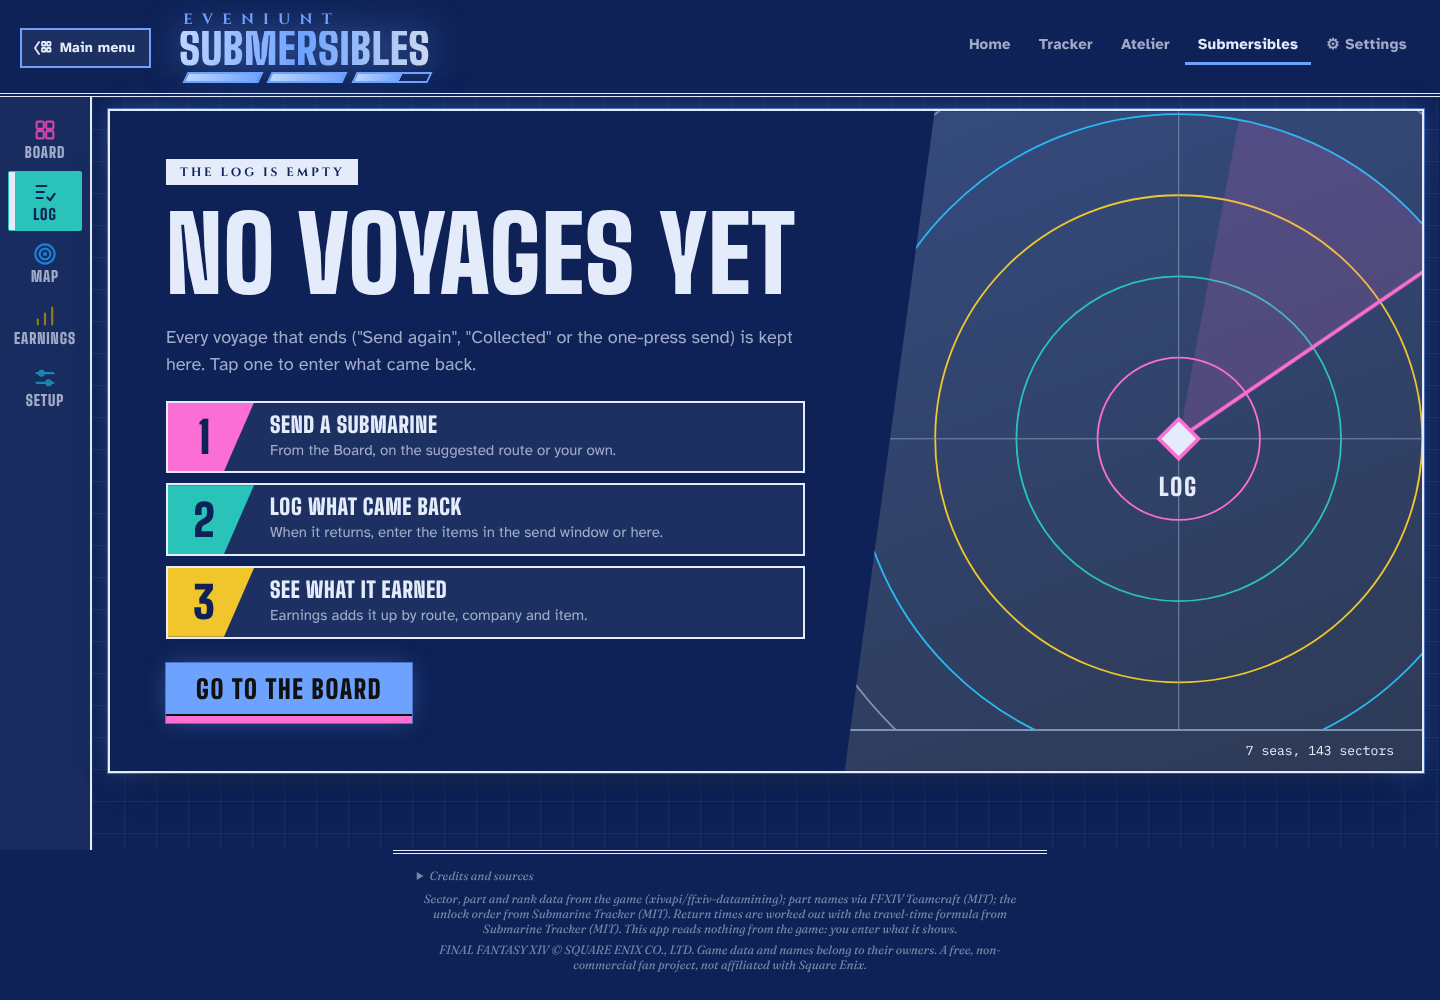 Main menu
EVENIUNT
SUBMERSIBLES
Home
Tracker
Atelier
Submersibles
Settings
BOARD
LOG
MAP
EARNINGS
SETUP
THE LOG IS EMPTY
NO VOYAGES YET
Every voyage that ends ("Send again", "Collected" or the one-press send) is kept
here. Tap one to enter what came back.
1
SEND A SUBMARINE
From the Board, on the suggested route or your own.
2
LOG WHAT CAME BACK
When it returns, enter the items in the send window or here.
3
SEE WHAT IT EARNED
Earnings adds it up by route, company and item.
GO TO THE BOARD
LOG
7 seas, 143 sectors
Credits and sources
Sector, part and rank data from the game (xivapi/ffxiv-datamining); part names via FFXIV Teamcraft (MIT); the
unlock order from Submarine Tracker (MIT). Return times are worked out with the travel-time formula from
Submarine Tracker (MIT). This app reads nothing from the game: you enter what it shows.
FINAL FANTASY XIV © SQUARE ENIX CO., LTD. Game data and names belong to their owners. A free, non-
commercial fan project, not affiliated with Square Enix.